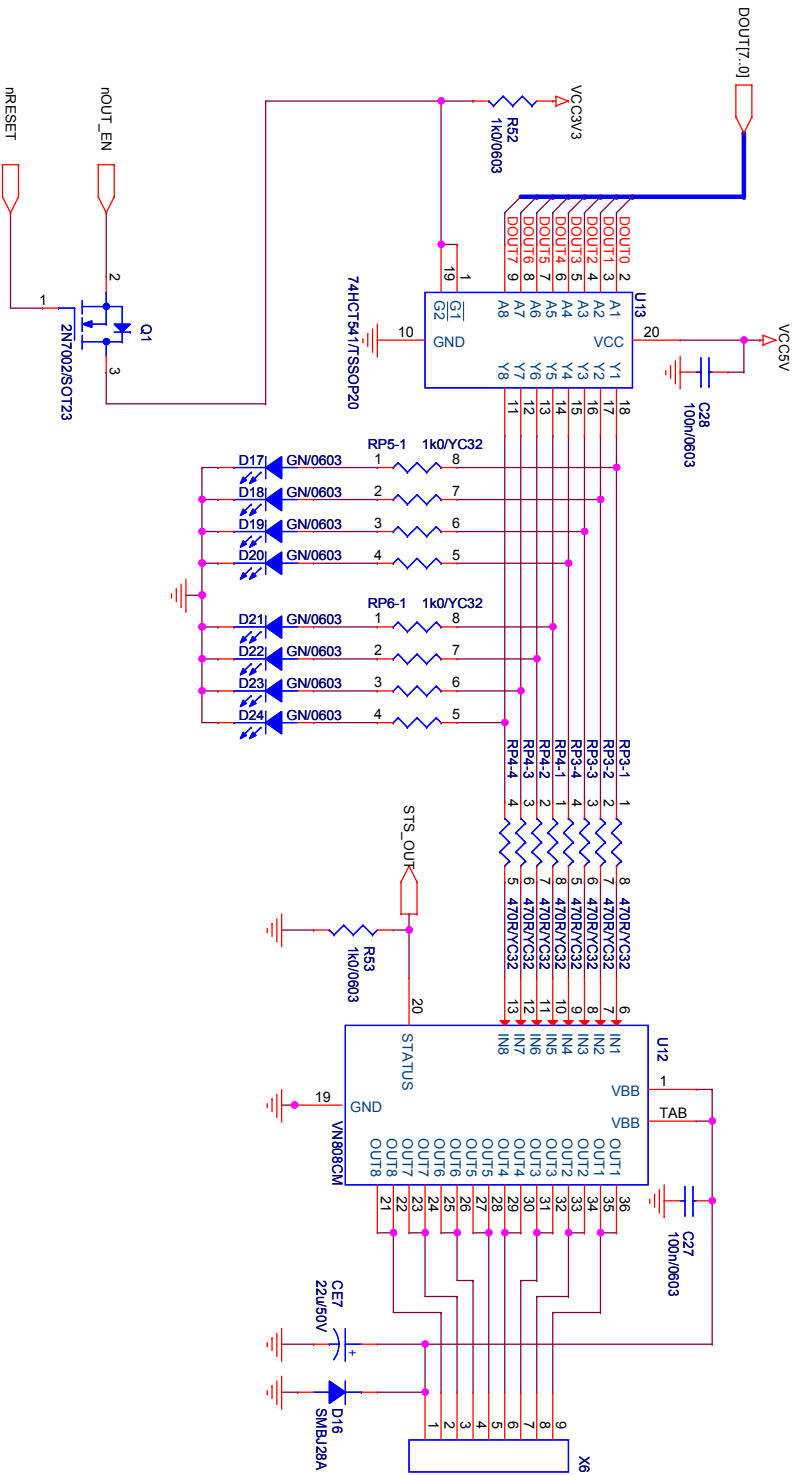 DOUT[7..0]
nOUT_EN
nRESET
VCC3V3
R52
1k0/0603
Q1
2N7002/SOT23
1
2
3
VCC5V
C28
100n/0603
U13
74HCT541/TSSOP20
DOUT0
DOUT1
DOUT2
DOUT3
DOUT4
DOUT5
DOUT6
DOUT7
2
3
4
5
6
7
8
9
A1
A2
A3
A4
A5
A6
A7
A8
G1
G2
1
19
VCC
20
GND
10
Y1
Y2
Y3
Y4
Y5
Y6
Y7
Y8
18
17
16
15
14
13
12
11
RP5-1 1k0/YC32
D17 GN/0603 1 8
D18 GN/0603 2 7
D19 GN/0603 3 6
D20 GN/0603 4 5
RP6-1 1k0/YC32
D21 GN/0603 1 8
D22 GN/0603 2 7
D23 GN/0603 3 6
D24 GN/0603 4 5
RP3-1 1 8 470R/YC32
RP3-2 2 7 470R/YC32
RP3-3 3 6 470R/YC32
RP3-4 4 5 470R/YC32
RP4-1 1 8 470R/YC32
RP4-2 2 7 470R/YC32
RP4-3 3 6 470R/YC32
RP4-4 4 5 470R/YC32
STS_OUT
R53
1k0/0603
U12
VN808CM
6 IN1
7 IN2
8 IN3
9 IN4
10 IN5
11 IN6
12 IN7
13 IN8
20 STATUS
VBB 1
VBB TAB
GND 19
OUT1 36
OUT1 35
OUT2 34
OUT2 33
OUT3 32
OUT3 31
OUT4 30
OUT4 29
OUT5 28
OUT5 27
OUT6 26
OUT6 25
OUT7 24
OUT7 23
OUT8 22
OUT8 21
C27
100n/0603
CE7
22u/50V
+
D16
SMBJ28A
X6
9
8
7
6
5
4
3
2
1